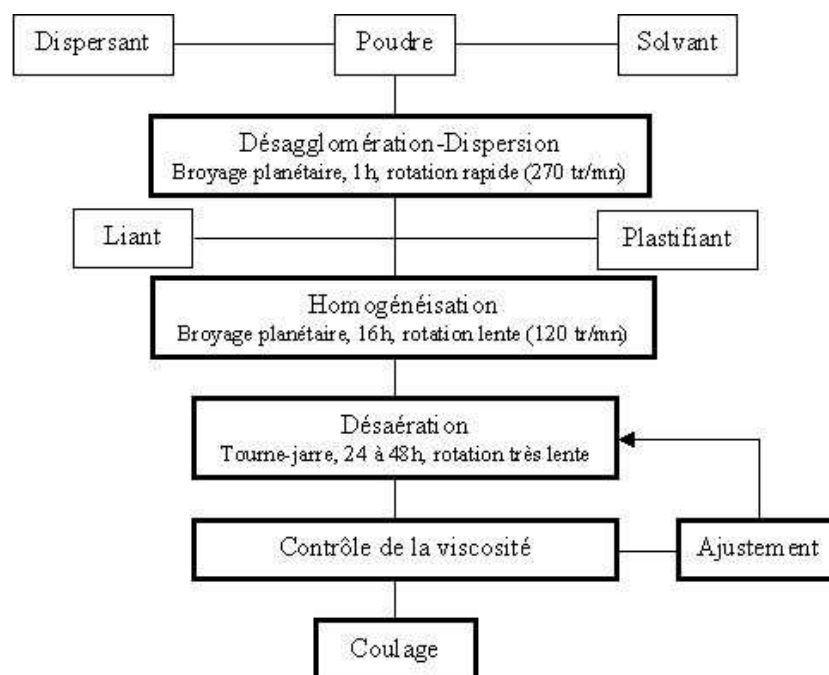 Dispersant
Poudre
Solvant
Désagglomération-Dispersion
Broyage planétaire, 1h, rotation rapide (270 tr/mn)
Liant
Plastifiant
Homogénéisation
Broyage planétaire, 16h, rotation lente (120 tr/mn)
Désaération
Tourne-jarre, 24 à 48h, rotation très lente
Contrôle de la viscosité
Ajustement
Coulage